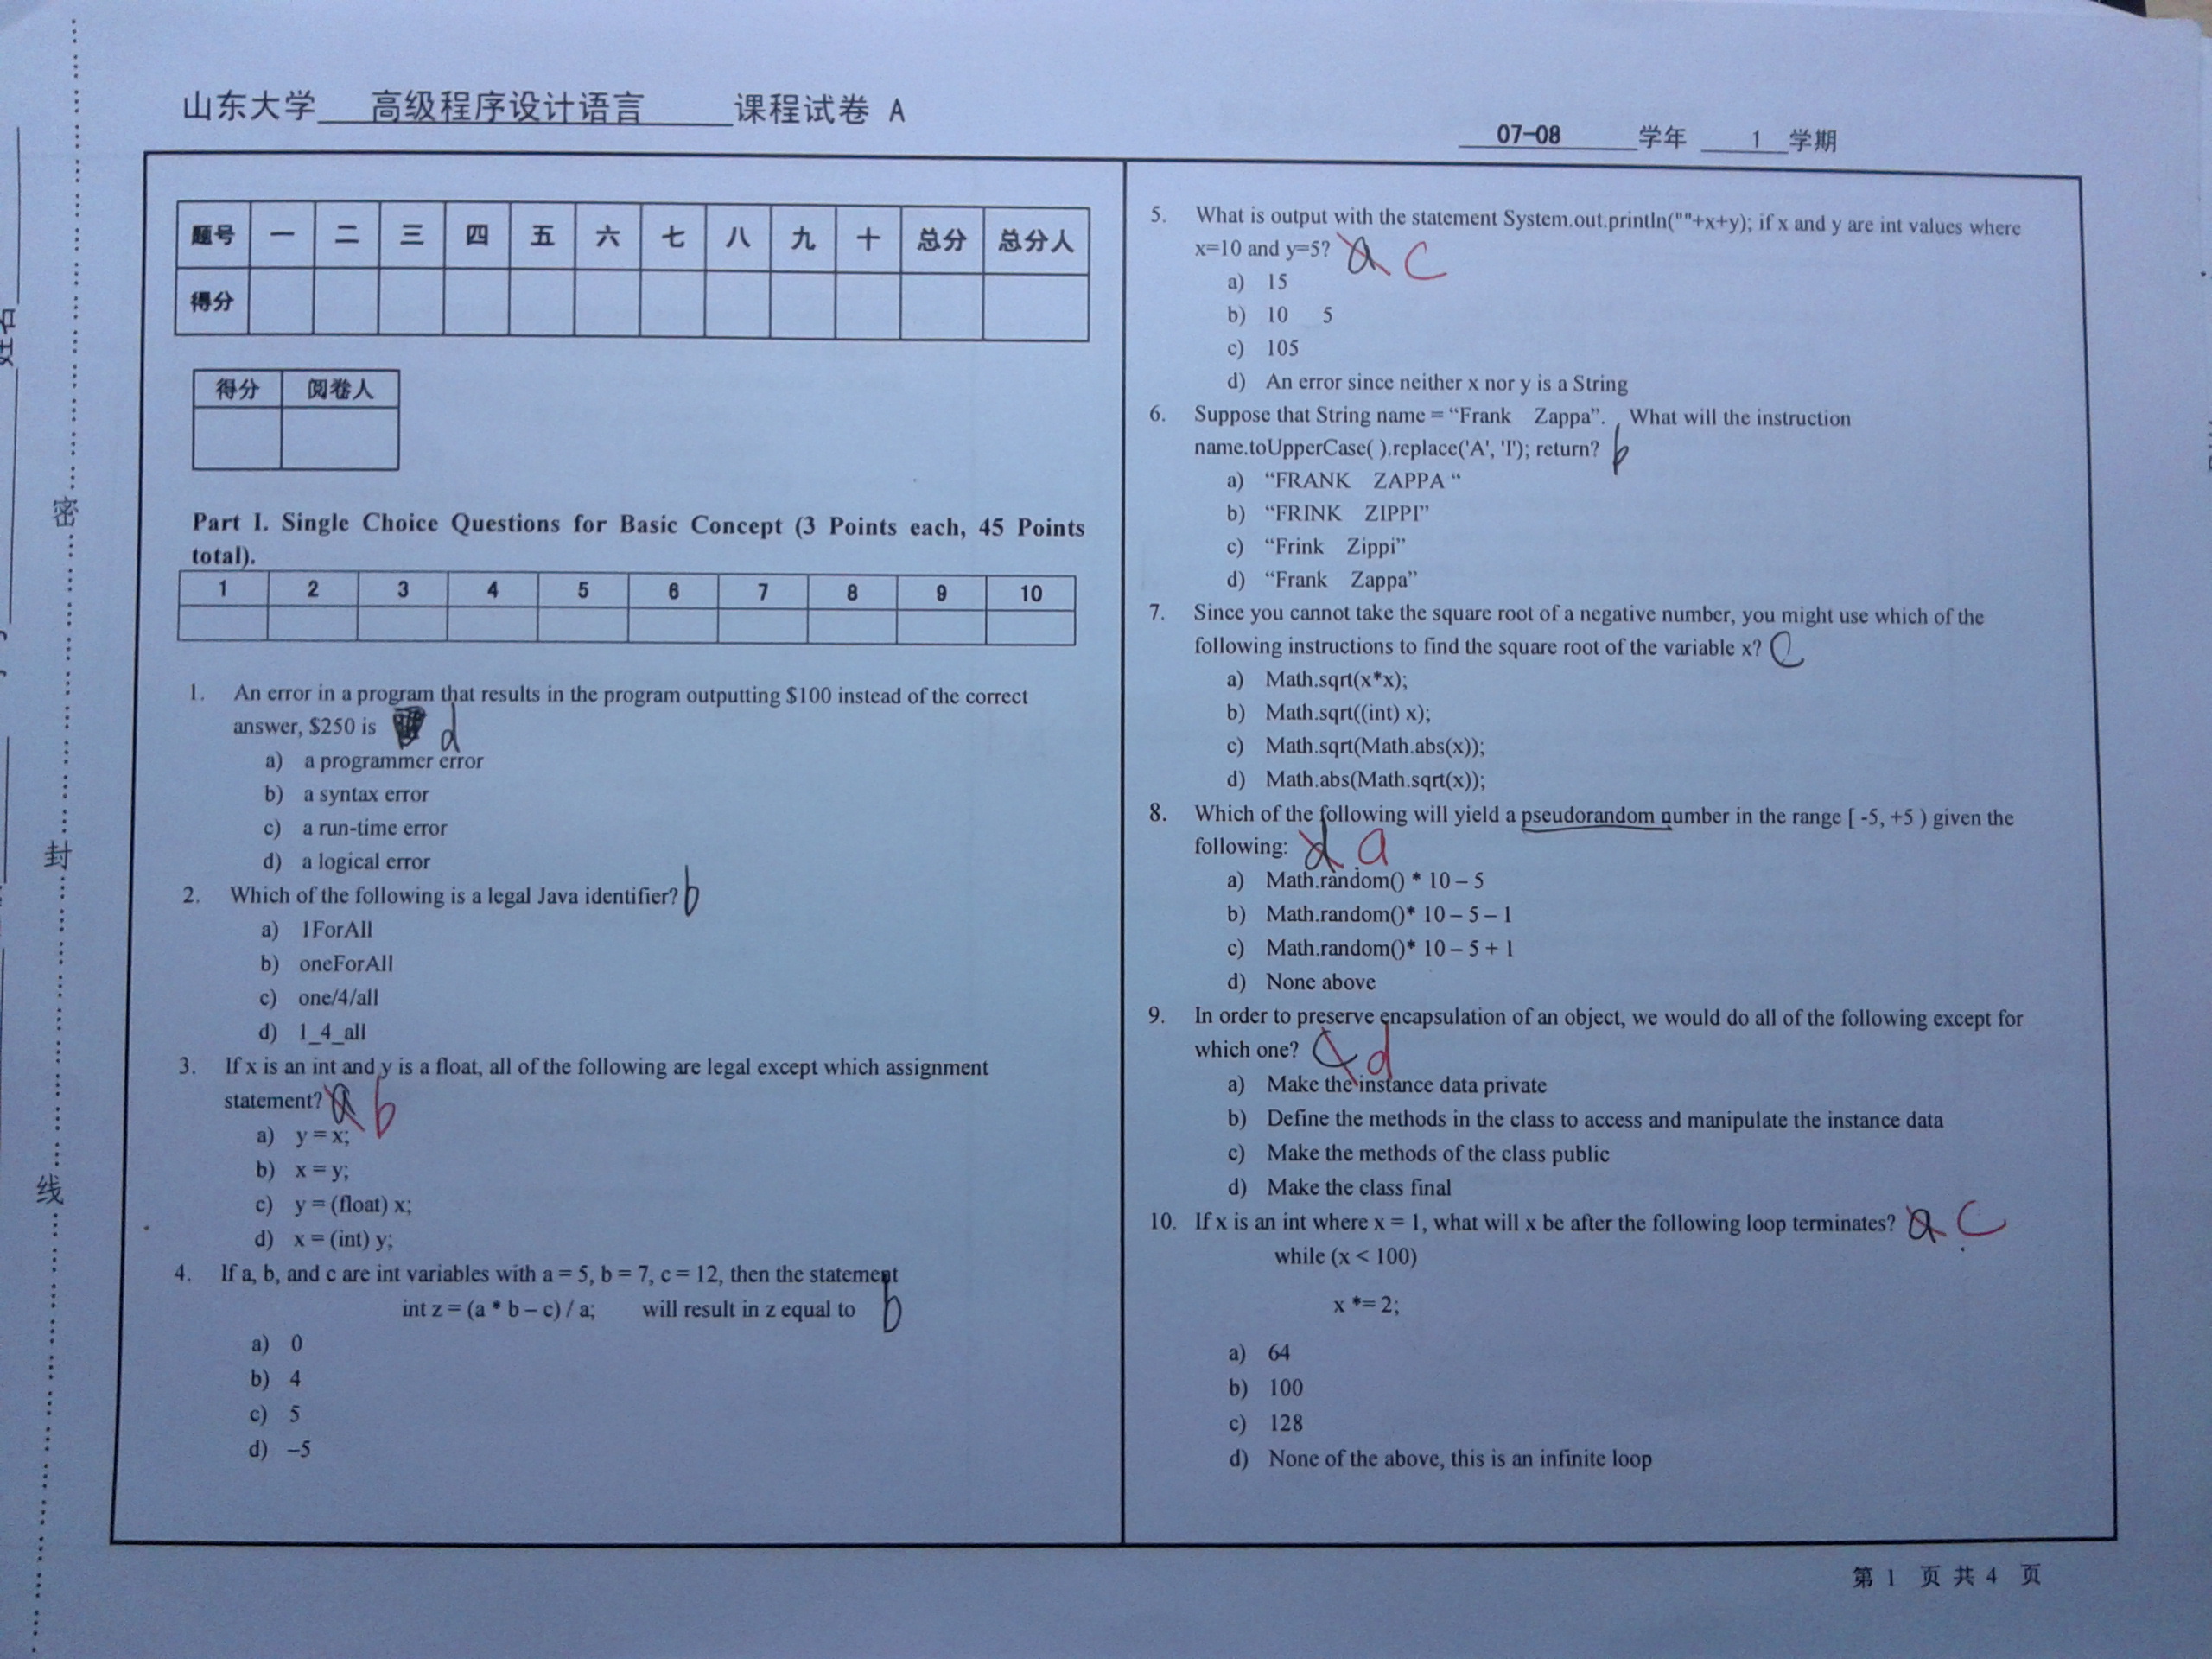 山东大学 高级程序设计语言 课程试卷 A
07-08 学年 1 学期
姓名
密
封
线
题号 一 二 三 四 五 六 七 八 九 十 总分 总分人
得分
得分 阅卷人
Part I. Single Choice Questions for Basic Concept (3 Points each, 45 Points
total).
1 2 3 4 5 6 7 8 9 10
1. An error in a program that results in the program outputting $100 instead of the correct
answer, $250 is d
a) a programmer error
b) a syntax error
c) a run-time error
d) a logical error
2. Which of the following is a legal Java identifier? b
a) 1ForAll
b) oneForAll
c) one/4/all
d) 1_4_all
3. If x is an int and y is a float, all of the following are legal except which assignment
statement? a b
a) y = x;
b) x = y;
c) y = (float) x;
d) x = (int) y;
4. If a, b, and c are int variables with a = 5, b = 7, c = 12, then the statement
int z = (a * b – c) / a; will result in z equal to b
a) 0
b) 4
c) 5
d) –5
5. What is output with the statement System.out.println(""+x+y); if x and y are int values where
x=10 and y=5? a c
a) 15
b) 10 5
c) 105
d) An error since neither x nor y is a String
6. Suppose that String name = “Frank Zappa”. What will the instruction
name.toUpperCase( ).replace('A', 'I'); return? b
a) “FRANK ZAPPA “
b) “FRINK ZIPPI”
c) “Frink Zippi”
d) “Frank Zappa”
7. Since you cannot take the square root of a negative number, you might use which of the
following instructions to find the square root of the variable x? c
a) Math.sqrt(x*x);
b) Math.sqrt((int) x);
c) Math.sqrt(Math.abs(x));
d) Math.abs(Math.sqrt(x));
8. Which of the following will yield a pseudorandom number in the range [ -5, +5 ) given the
following: d a
a) Math.random() * 10 – 5
b) Math.random()* 10 – 5 – 1
c) Math.random()* 10 – 5 + 1
d) None above
9. In order to preserve encapsulation of an object, we would do all of the following except for
which one? c d
a) Make the instance data private
b) Define the methods in the class to access and manipulate the instance data
c) Make the methods of the class public
d) Make the class final
10. If x is an int where x = 1, what will x be after the following loop terminates? a c
while (x < 100)
x *= 2;
a) 64
b) 100
c) 128
d) None of the above, this is an infinite loop
第 1 页 共 4 页